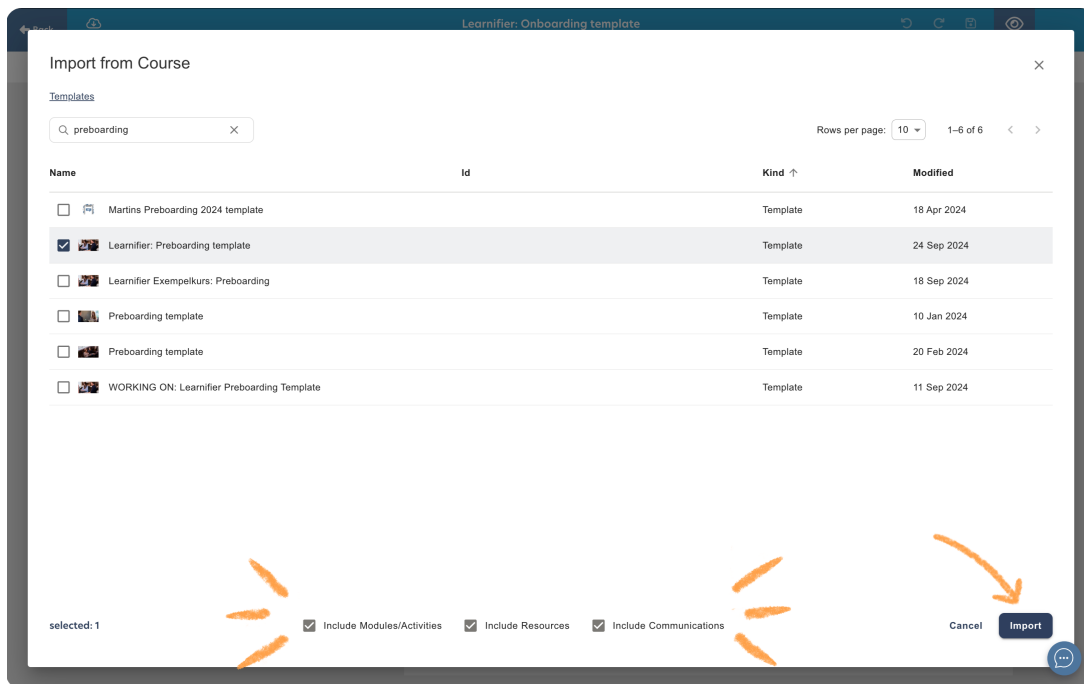 Back
Learnifier: Onboarding template
Import from Course
Templates
preboarding
Rows per page: 10 1–6 of 6
Name Id Kind Modified
Martins Preboarding 2024 template Template 18 Apr 2024
Learnifier: Preboarding template Template 24 Sep 2024
Learnifier Exempelkurs: Preboarding Template 18 Sep 2024
Preboarding template Template 10 Jan 2024
Preboarding template Template 20 Feb 2024
WORKING ON: Learnifier Preboarding Template Template 11 Sep 2024
selected: 1 Include Modules/Activities Include Resources Include Communications Cancel Import